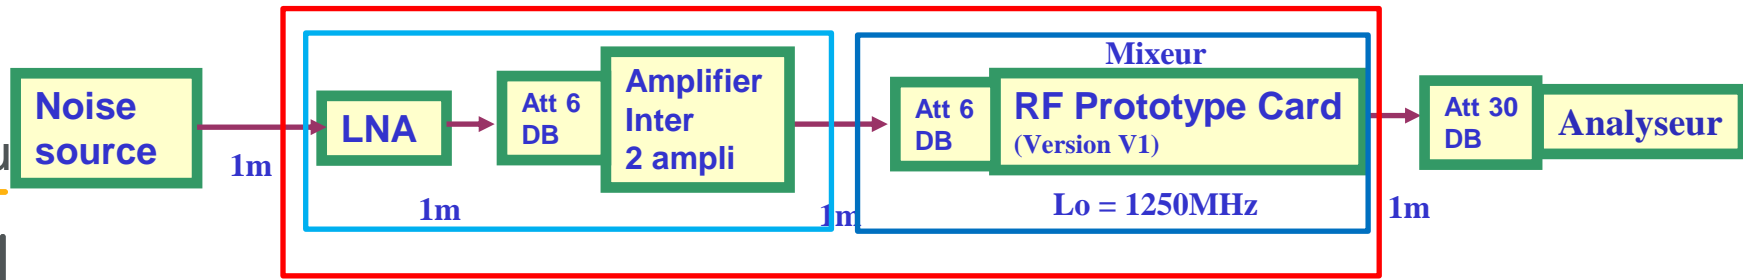 Noise
source
1m
LNA
1m
Att 6
DB
Amplifier
Inter
2 ampli
1m
Mixeur
Att 6
DB
RF Prototype Card
(Version V1)
Lo = 1250MHz
1m
Att 30
DB
Analyseur